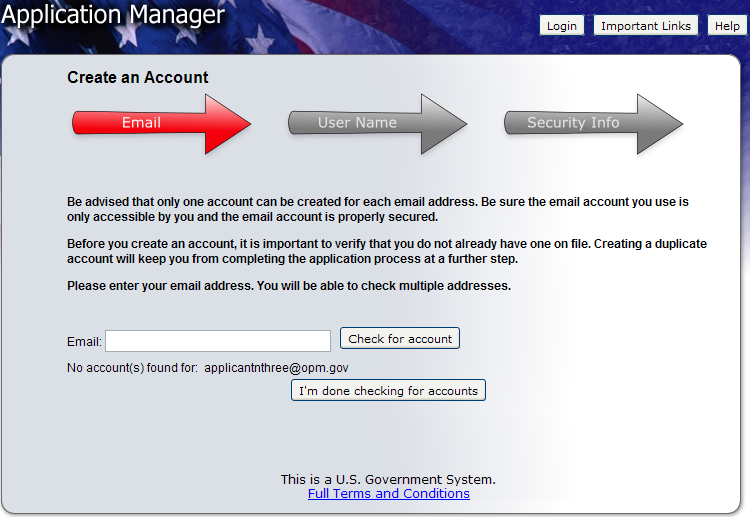 Application Manager
Login Important Links Help
Create an Account
Email User Name Security Info
Be advised that only one account can be created for each email address. Be sure the email account you use is
only accessible by you and the email account is properly secured.
Before you create an account, it is important to verify that you do not already have one on file. Creating a duplicate
account will keep you from completing the application process at a further step.
Please enter your email address. You will be able to check multiple addresses.
Email: Check for account
No account(s) found for: applicantnthree@opm.gov
I'm done checking for accounts
This is a U.S. Government System.
Full Terms and Conditions